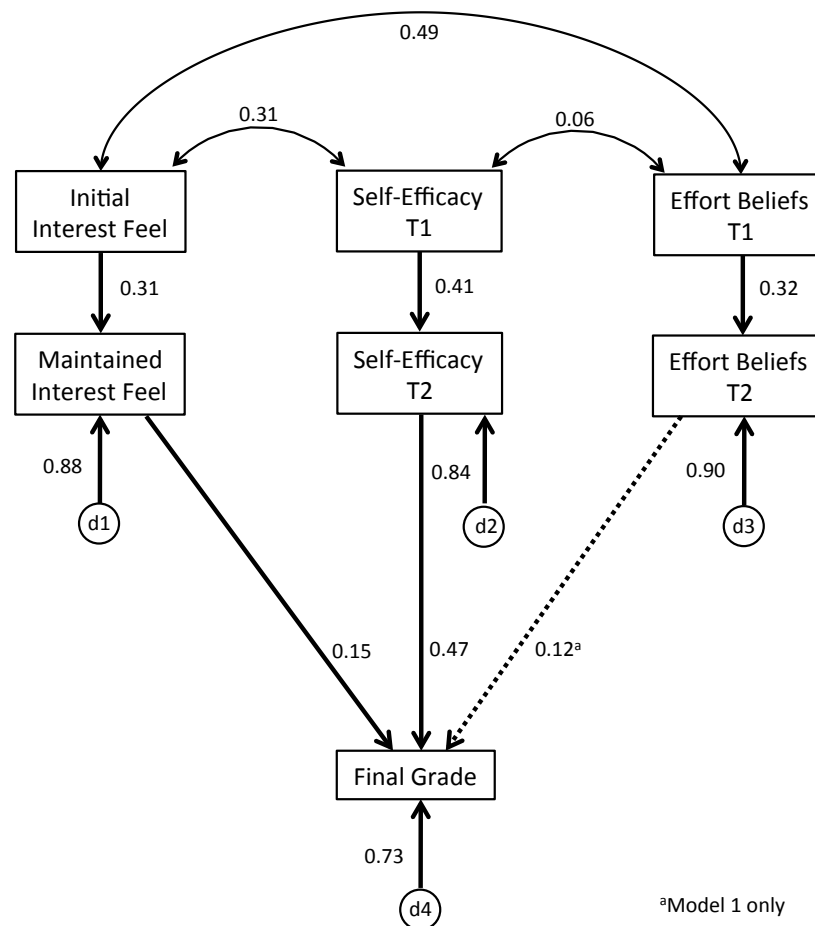 0.49
0.31
0.06
Initial
Interest Feel
Self-Efficacy
T1
Effort Beliefs
T1
0.31
0.41
0.32
Maintained
Interest Feel
Self-Efficacy
T2
Effort Beliefs
T2
0.88
0.84
0.90
d1
d2
d3
0.15
0.47
0.12ᵃ
Final Grade
0.73
d4
ᵃModel 1 only